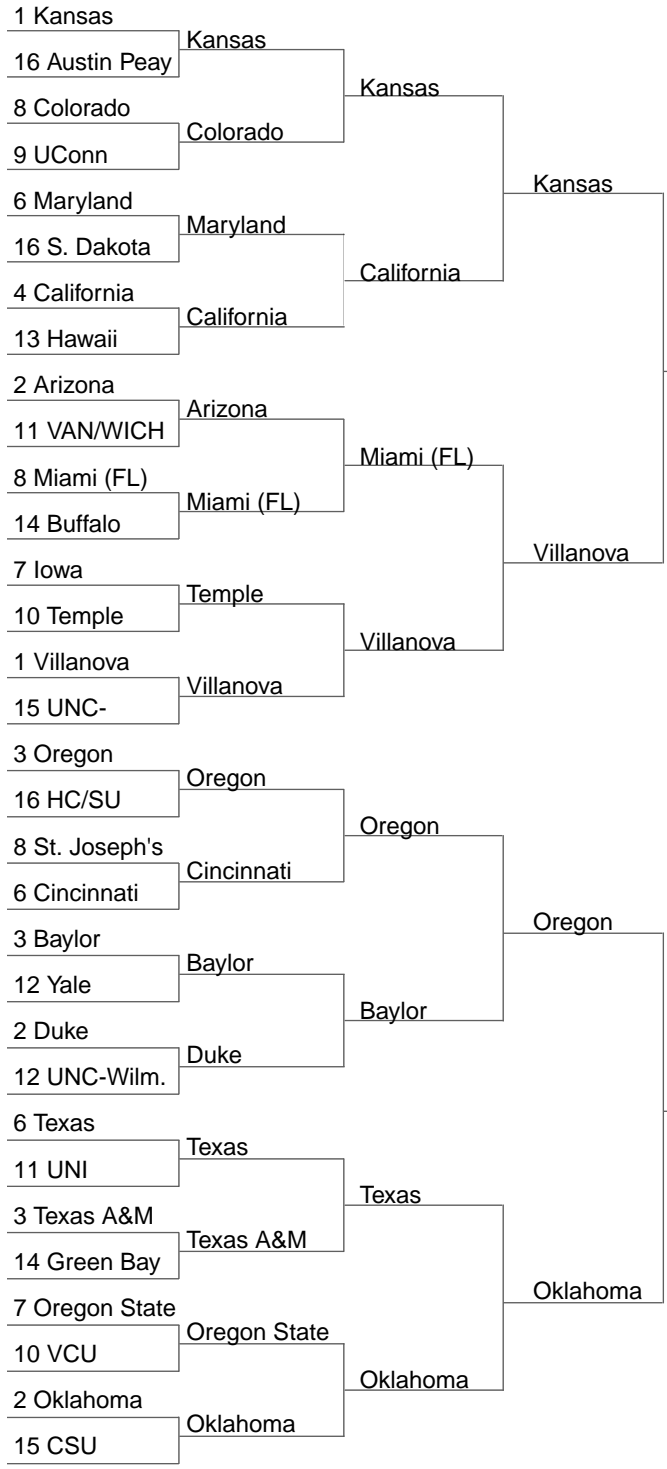 1 Kansas
16 Austin Peay
8 Colorado
9 UConn
6 Maryland
16 S. Dakota
4 California
13 Hawaii
2 Arizona
11 VAN/WICH
8 Miami (FL)
14 Buffalo
7 Iowa
10 Temple
1 Villanova
15 UNC-
3 Oregon
16 HC/SU
8 St. Joseph's
6 Cincinnati
3 Baylor
12 Yale
2 Duke
12 UNC-Wilm.
6 Texas
11 UNI
3 Texas A&M
14 Green Bay
7 Oregon State
10 VCU
2 Oklahoma
15 CSU
Kansas
Colorado
Maryland
California
Arizona
Miami (FL)
Temple
Villanova
Oregon
Cincinnati
Baylor
Duke
Texas
Texas A&M
Oregon State
Oklahoma
Kansas
California
Miami (FL)
Villanova
Oregon
Baylor
Texas
Oklahoma
Kansas
Villanova
Oregon
Oklahoma